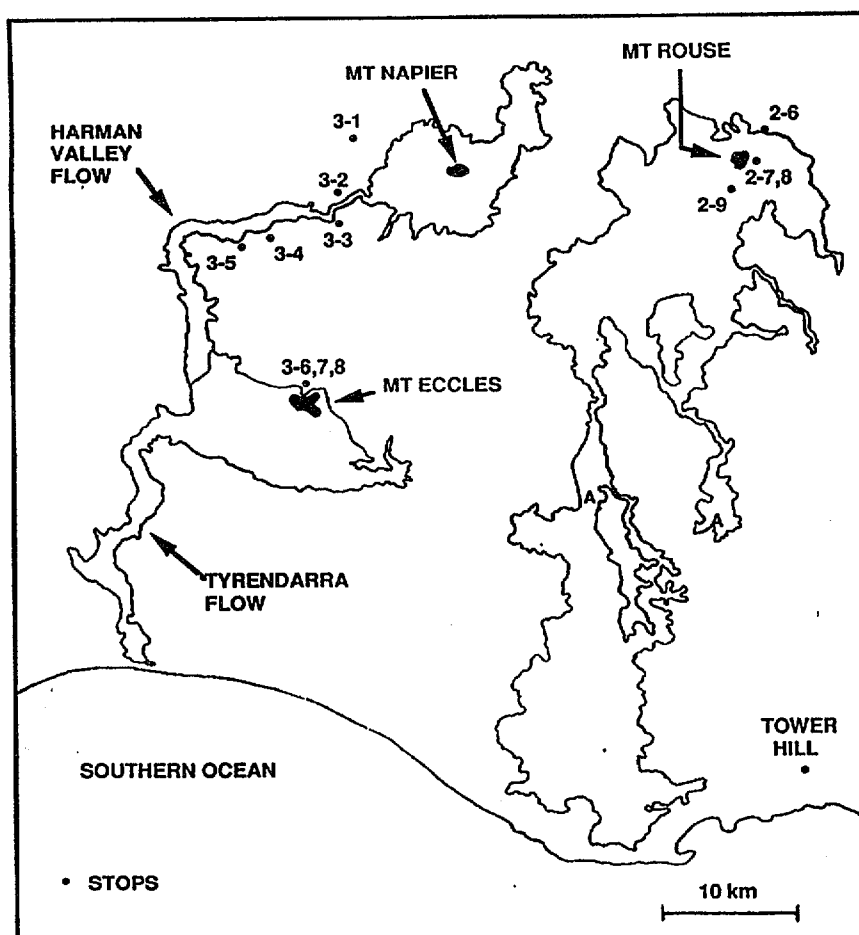 MT ROUSE
MT NAPIER
2-6
3-1
HARMAN
VALLEY
FLOW
3-2
2-7,8
2-9
3-3
3-4
3-5
3-6,7,8
MT ECCLES
A
A
TYRENDARRA
FLOW
TOWER
HILL
SOUTHERN OCEAN
STOPS
10 km